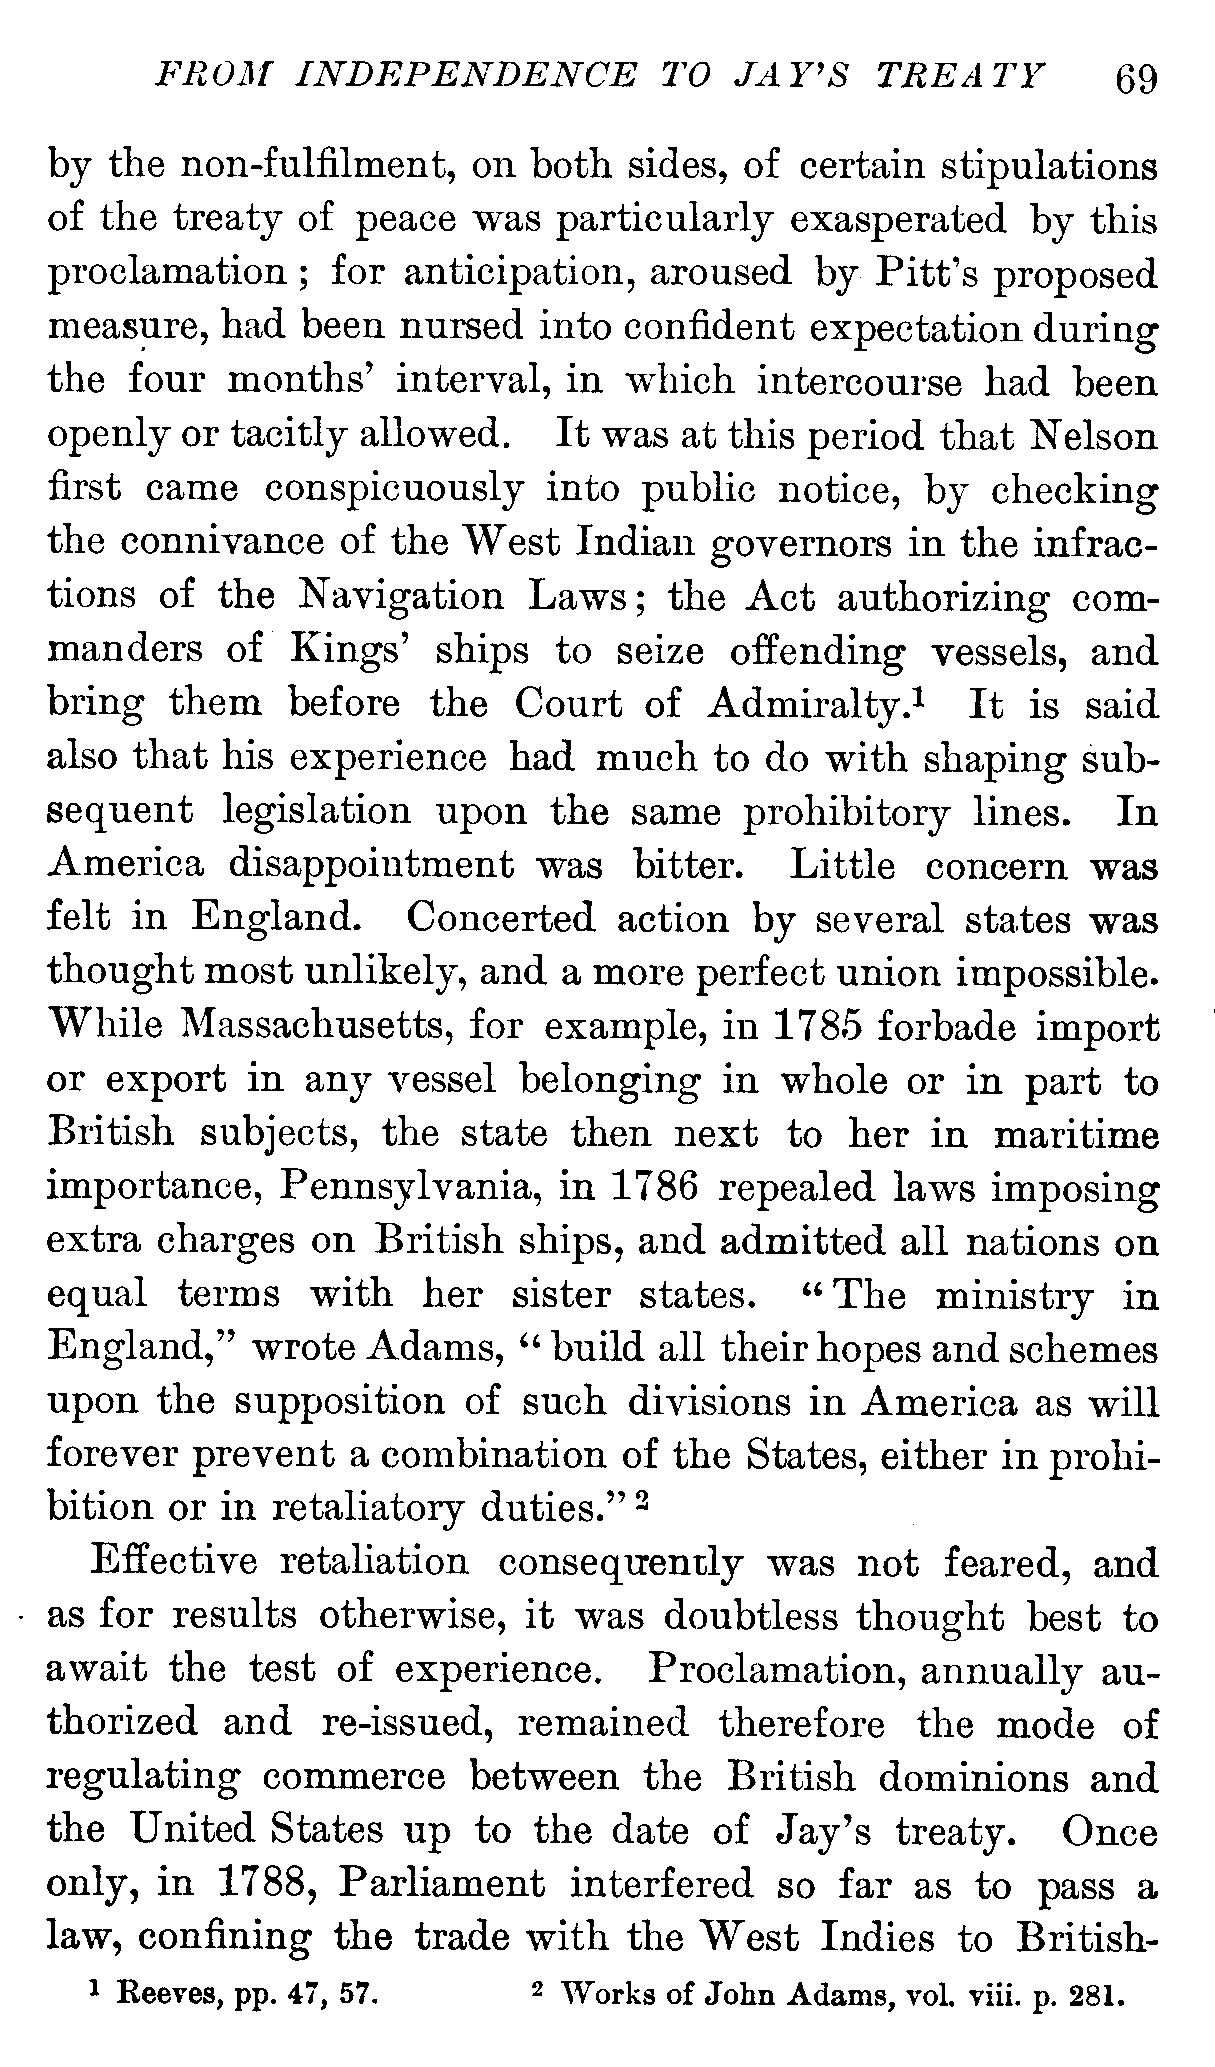 FROM INDEPENDENCE TO JAY'S TREATY 69
by the non-fulfilment, on both sides, of certain stipulations
of the treaty of peace was particularly exasperated by this
proclamation; for anticipation, aroused by Pitt's proposed
measure, had been nursed into confident expectation during
the four months' interval, in which intercourse had been
openly or tacitly allowed. It was at this period that Nelson
first came conspicuously into public notice, by checking
the connivance of the West Indian governors in the infrac-
tions of the Navigation Laws; the Act authorizing com-
manders of Kings' ships to seize offending vessels, and
bring them before the Court of Admiralty.¹ It is said
also that his experience had much to do with shaping sub-
sequent legislation upon the same prohibitory lines. In
America disappointment was bitter. Little concern was
felt in England. Concerted action by several states was
thought most unlikely, and a more perfect union impossible.
While Massachusetts, for example, in 1785 forbade import
or export in any vessel belonging in whole or in part to
British subjects, the state then next to her in maritime
importance, Pennsylvania, in 1786 repealed laws imposing
extra charges on British ships, and admitted all nations on
equal terms with her sister states. "The ministry in
England," wrote Adams, "build all their hopes and schemes
upon the supposition of such divisions in America as will
forever prevent a combination of the States, either in prohi-
bition or in retaliatory duties." ²
Effective retaliation consequently was not feared, and
as for results otherwise, it was doubtless thought best to
await the test of experience. Proclamation, annually au-
thorized and re-issued, remained therefore the mode of
regulating commerce between the British dominions and
the United States up to the date of Jay's treaty. Once
only, in 1788, Parliament interfered so far as to pass a
law, confining the trade with the West Indies to British-
¹ Reeves, pp. 47, 57. ² Works of John Adams, vol. viii. p. 281.